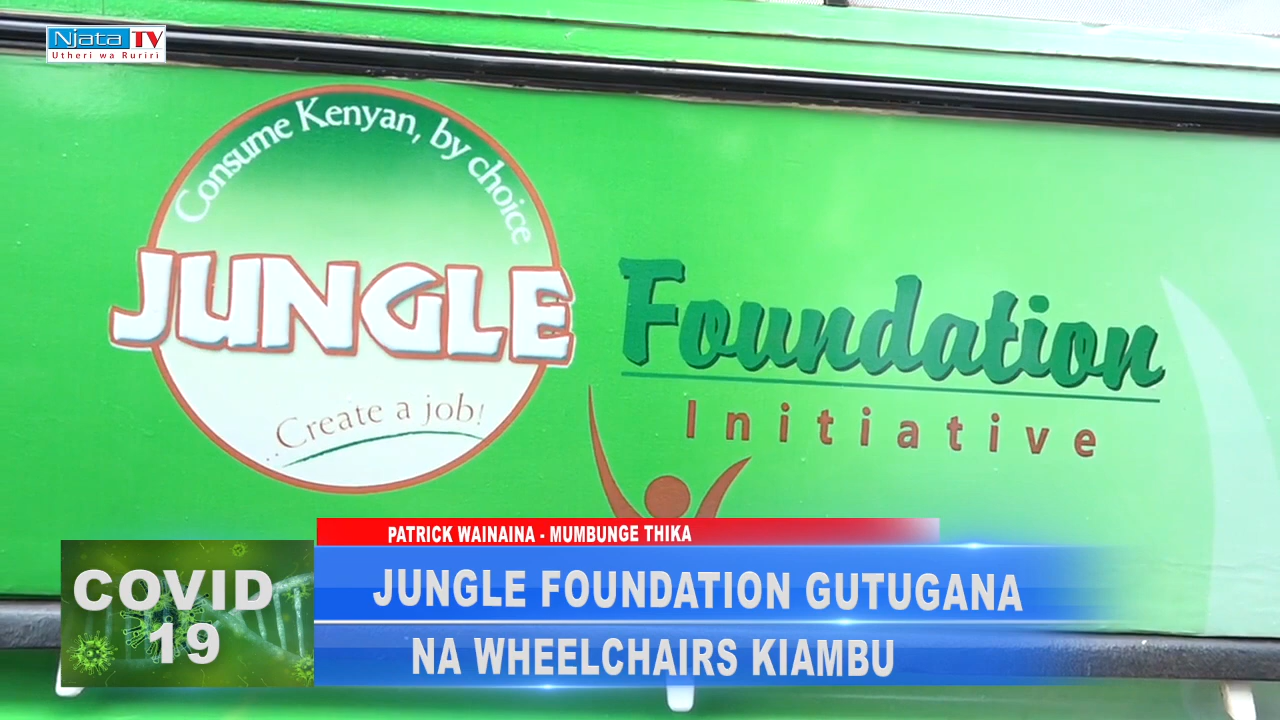 Njata TV
Utheri wa Ruriri
Consume Kenyan, by choice
JUNGLE
..Create a job!
Foundation
Initiative
PATRICK WAINAINA - MUMBUNGE THIKA
COVID
19
JUNGLE FOUNDATION GUTUGANA
NA WHEELCHAIRS KIAMBU